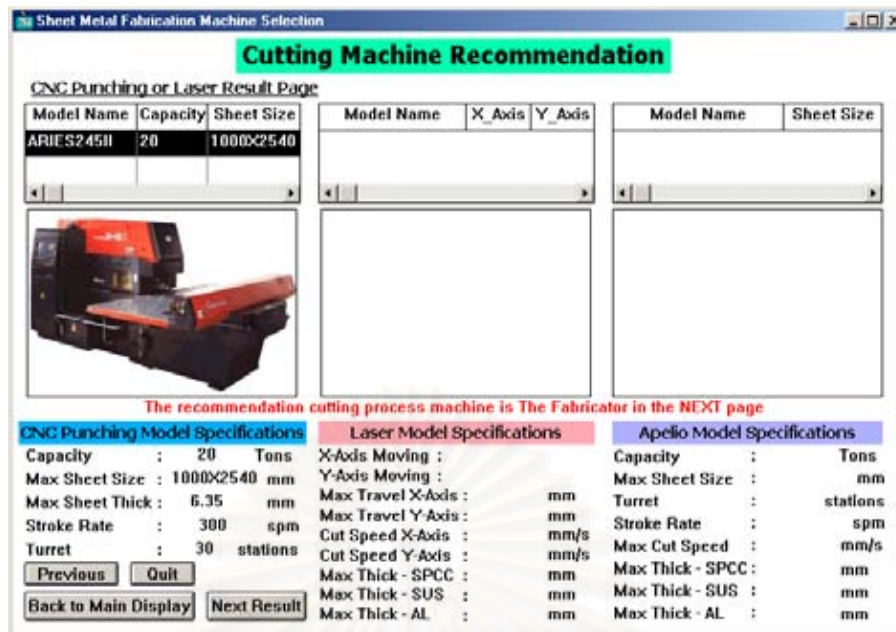 Sheet Metal Fabrication Machine Selection
Cutting Machine Recommendation
CNC Punching or Laser Result Page
Model Name Capacity Sheet Size
ARIES245II 20 1000X2540
Model Name X_Axis Y_Axis
Model Name Sheet Size
The recommendation cutting process machine is The Fabricator in the NEXT page
CNC Punching Model Specifications
Capacity : 20 Tons
Max Sheet Size : 1000X2540 mm
Max Sheet Thick : 6.35 mm
Stroke Rate : 300 spm
Turret : 30 stations
Previous Quit
Back to Main Display Next Result
Laser Model Specifications
X-Axis Moving :
Y-Axis Moving :
Max Travel X-Axis : mm
Max Travel Y-Axis : mm
Cut Speed X-Axis : mm/s
Cut Speed Y-Axis : mm/s
Max Thick - SPCC : mm
Max Thick - SUS : mm
Max Thick - AL : mm
Apelio Model Specifications
Capacity : Tons
Max Sheet Size : mm
Turret : stations
Stroke Rate : spm
Max Cut Speed : mm/s
Max Thick - SPCC : mm
Max Thick - SUS : mm
Max Thick - AL : mm